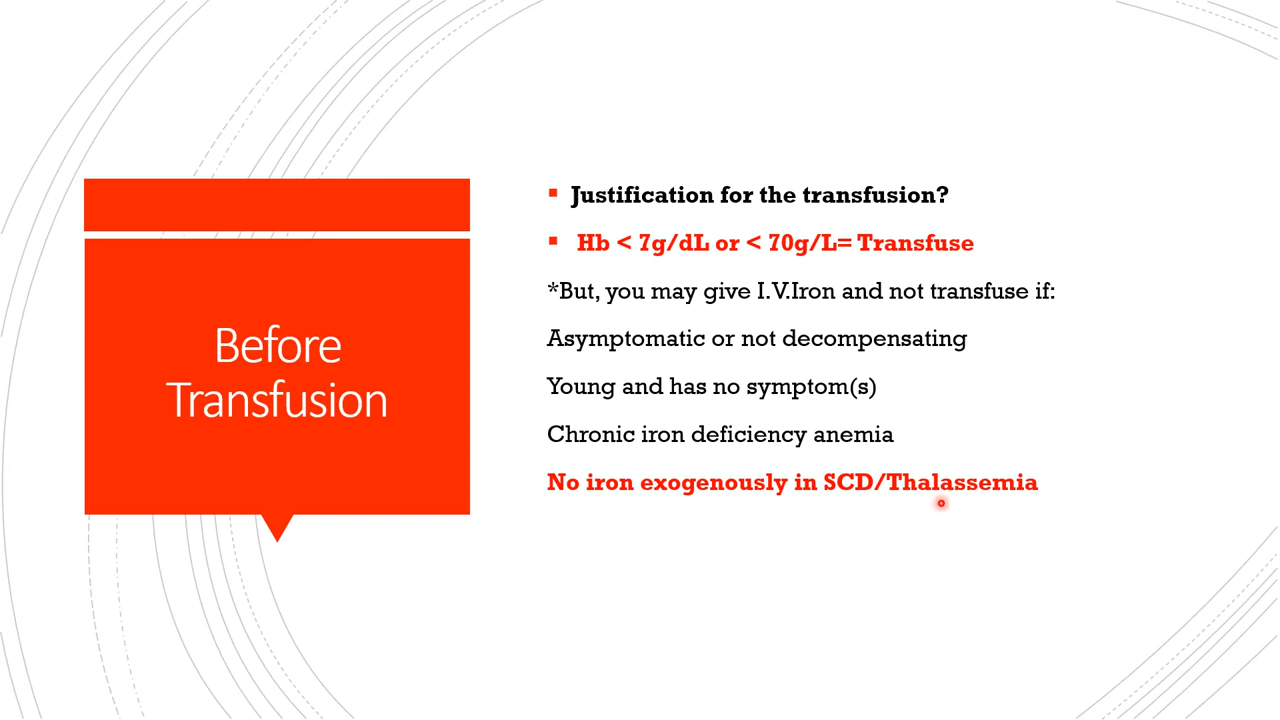 Before
Transfusion
Justification for the transfusion?
Hb < 7g/dL or < 70g/L= Transfuse
*But, you may give I.V.Iron and not transfuse if:
Asymptomatic or not decompensating
Young and has no symptom(s)
Chronic iron deficiency anemia
No iron exogenously in SCD/Thalassemia